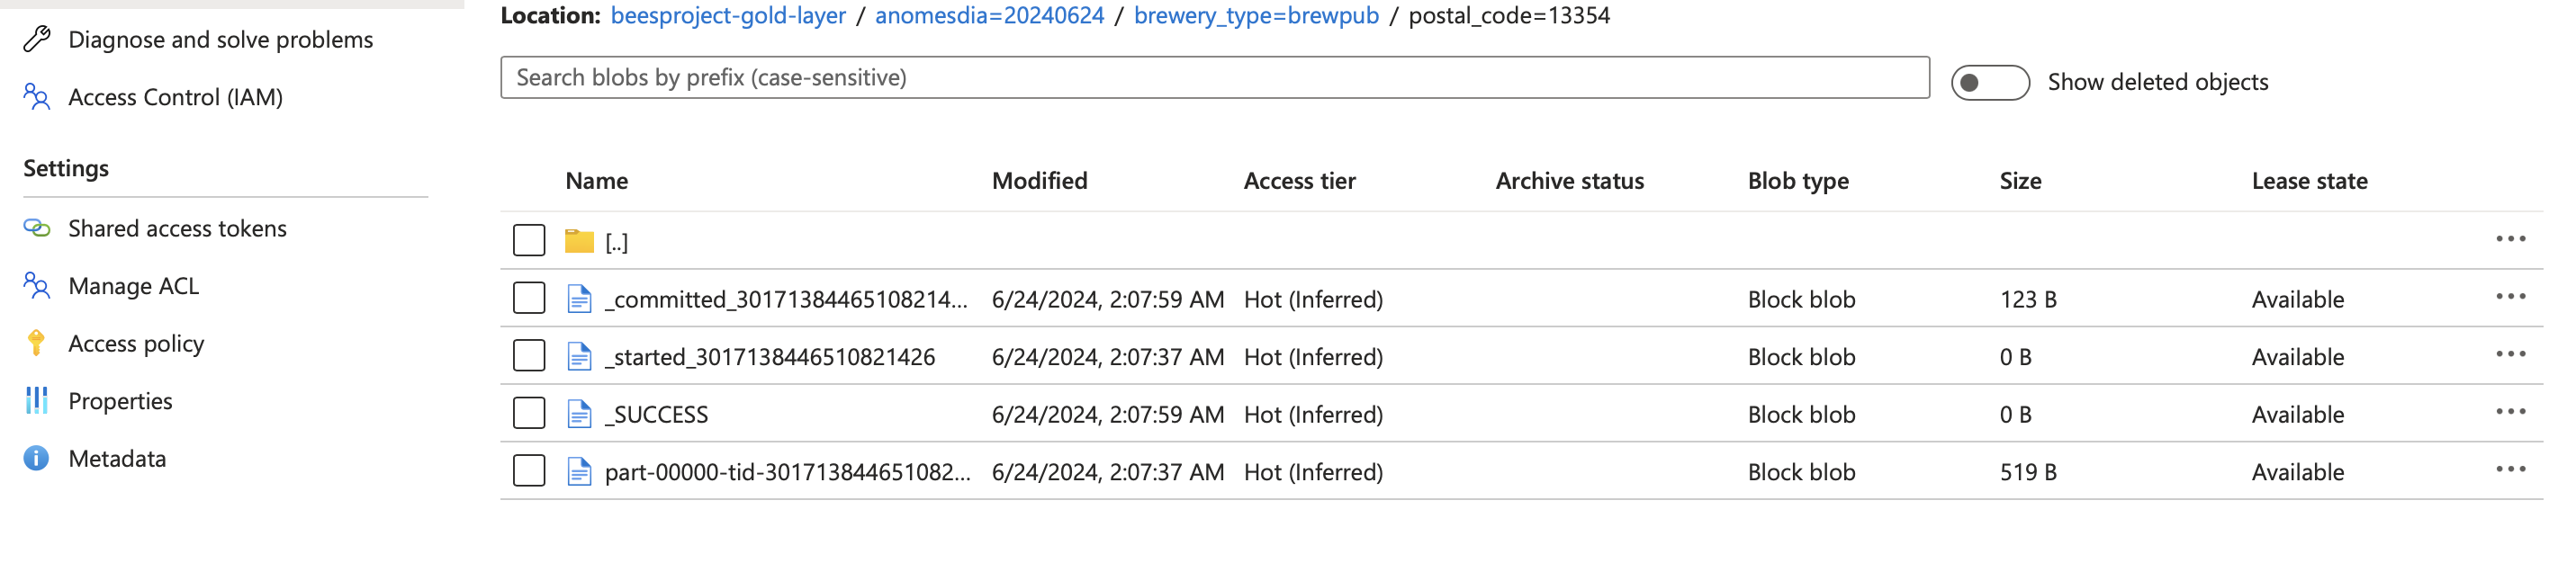 Diagnose and solve problems
Access Control (IAM)
Settings
Shared access tokens
Manage ACL
Access policy
Properties
Metadata
Location: beesproject-gold-layer / anomesdia=20240624 / brewery_type=brewpub / postal_code=13354
Search blobs by prefix (case-sensitive)
Show deleted objects
Name Modified Access tier Archive status Blob type Size Lease state
[..] ...
_committed_30171384465108214... 6/24/2024, 2:07:59 AM Hot (Inferred) Block blob 123 B Available ...
_started_3017138446510821426 6/24/2024, 2:07:37 AM Hot (Inferred) Block blob 0 B Available ...
_SUCCESS 6/24/2024, 2:07:59 AM Hot (Inferred) Block blob 0 B Available ...
part-00000-tid-301713844651082... 6/24/2024, 2:07:37 AM Hot (Inferred) Block blob 519 B Available ...